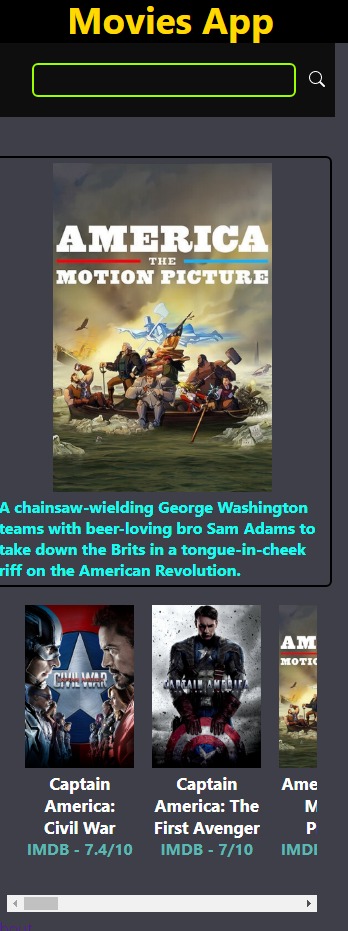 Movies App
AMERICA
THE
MOTION PICTURE
A chainsaw-wielding George Washington
teams with beer-loving bro Sam Adams to
take down the Brits in a tongue-in-cheek
riff on the American Revolution.
CIVIL WAR
CAPTAIN AMERICA
AM
MOTIO
Captain
America:
Civil War
IMDB - 7.4/10
Captain
America: The
First Avenger
IMDB - 7/10
Ame
M
P
IMDI